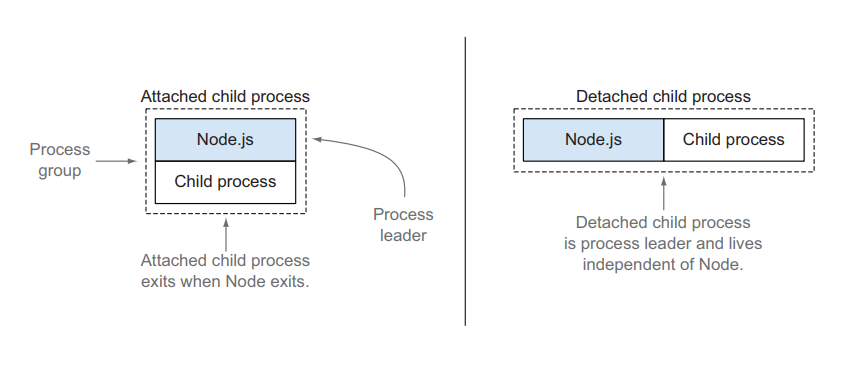 Attached child process
Node.js
Child process
Process
group
Process
leader
Attached child process
exits when Node exits.
Detached child process
Node.js
Child process
Detached child process
is process leader and lives
independent of Node.